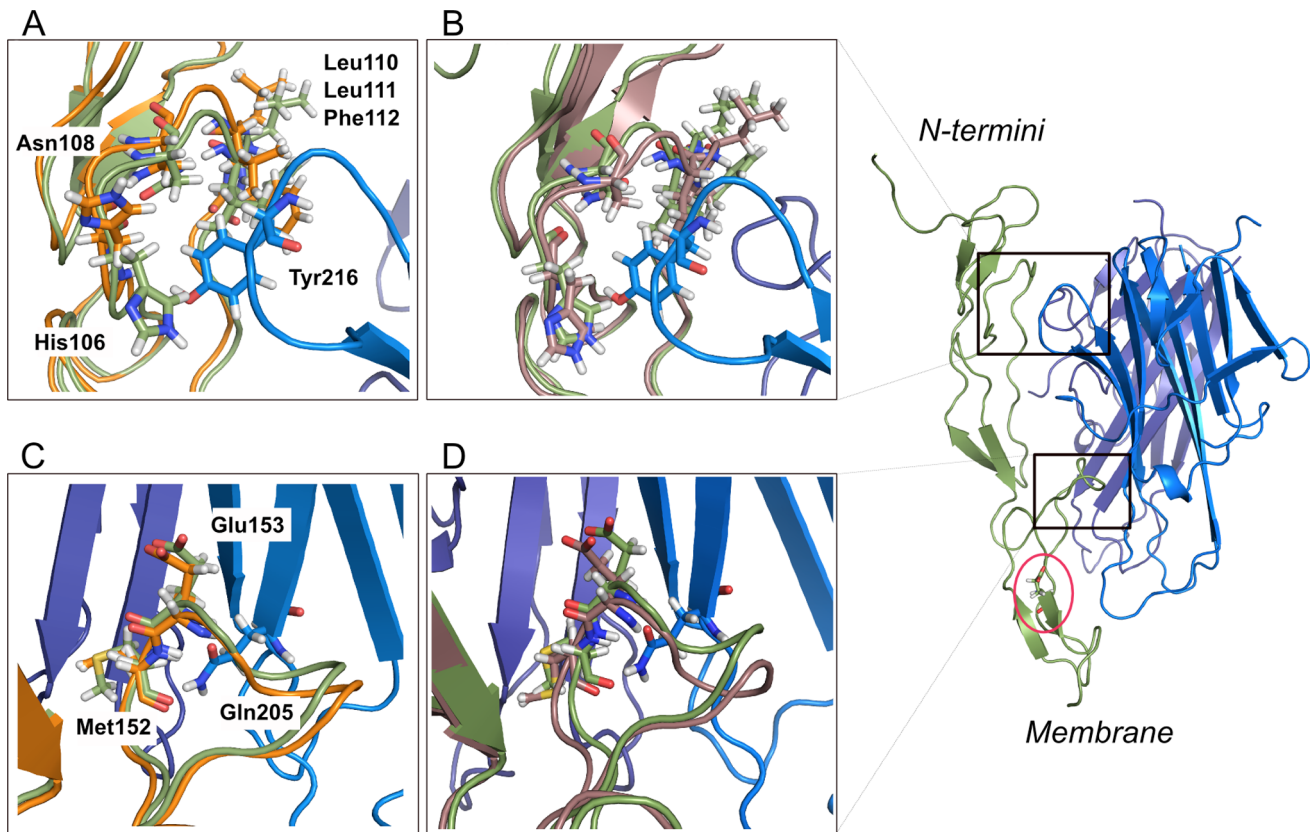 A
Leu110
Leu111
Phe112
Asn108
Tyr216
His106
B
N-termini
C
Glu153
Met152
Gln205
D
Membrane